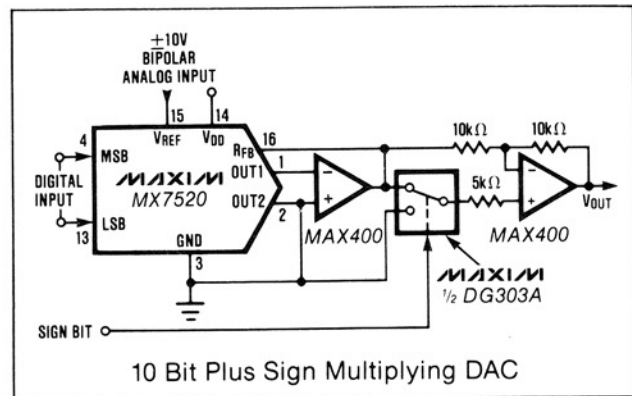 ±10V
BIPOLAR
ANALOG INPUT
15
14
4
VREF
VDD
16
RFB
10kΩ
10kΩ
MSB
MAXIM
OUT1
1
DIGITAL
INPUT
MX7520
OUT2
2
5kΩ
VOUT
LSB
13
GND
3
MAX400
MAX400
MAXIM
1/2 DG303A
SIGN BIT
10 Bit Plus Sign Multiplying DAC